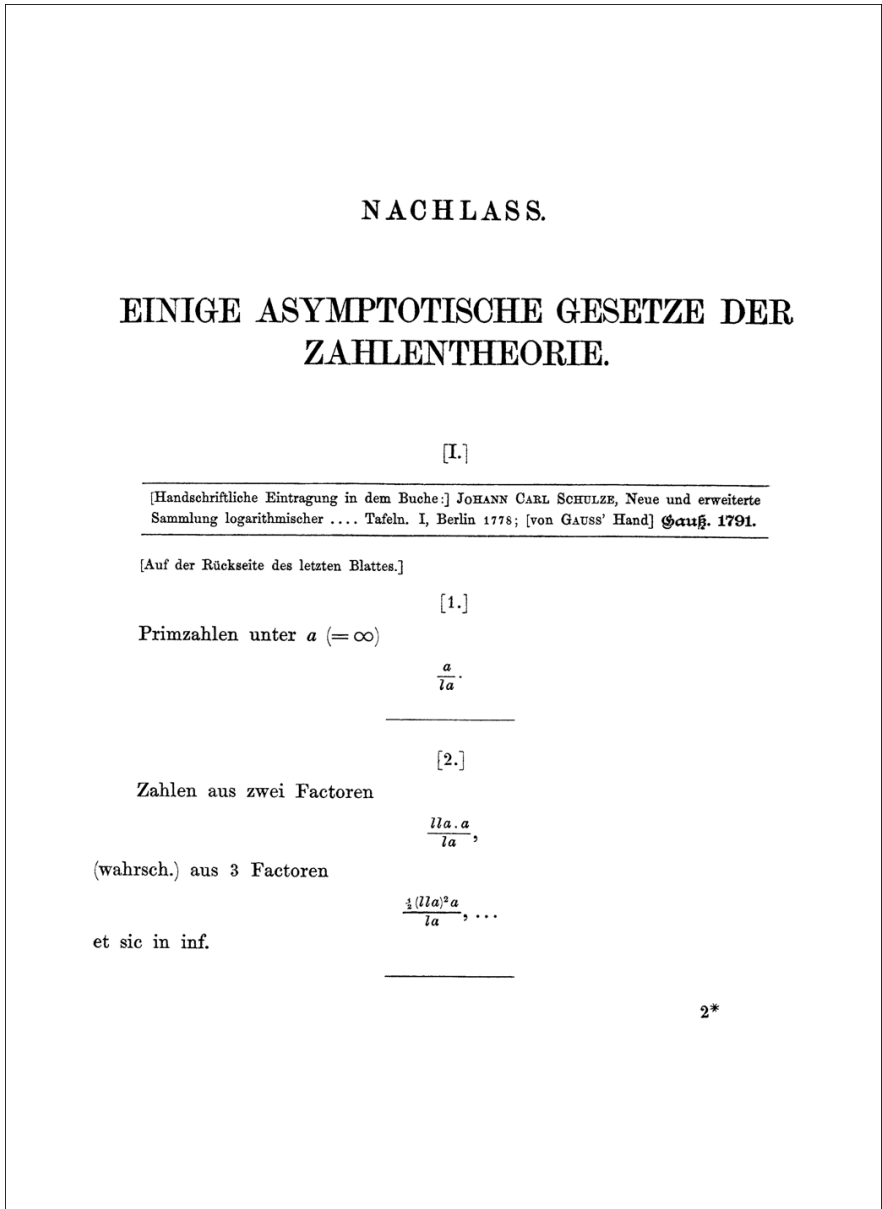 NACHLASS.
EINIGE ASYMPTOTISCHE GESETZE DER
ZAHLENTHEORIE.
[I.]
[Handschriftliche Eintragung in dem Buche:] JOHANN CARL SCHULZE, Neue und erweiterte
Sammlung logarithmischer .... Tafeln. I, Berlin 1778; [von GAUSS' Hand] Gauß. 1791.
[Auf der Rückseite des letzten Blattes.]
[1.]
Primzahlen unter a (= ∞)
a/la.
[2.]
Zahlen aus zwei Factoren
lla.a/la,
(wahrsch.) aus 3 Factoren
½(lla)²a/la, ...
et sic in inf.
2*